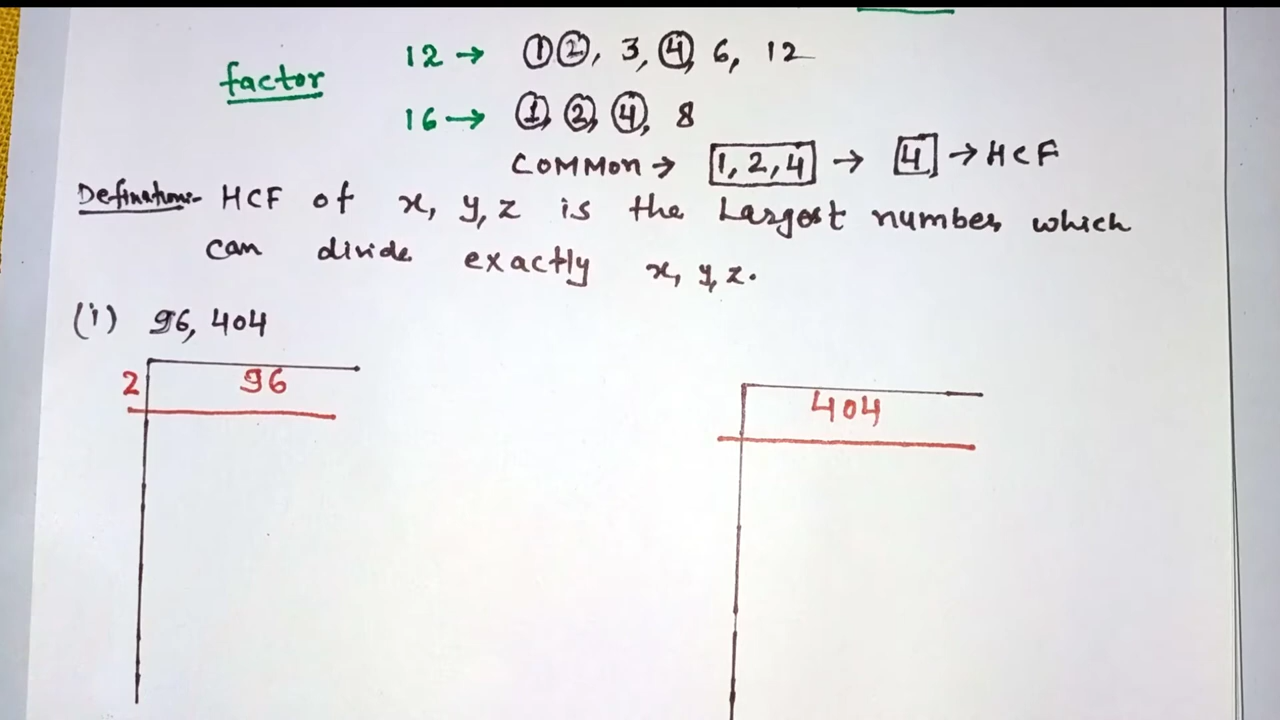 factor
12 → 1 2, 3, 4, 6, 12
16 → 1, 2, 4, 8
COMMON → 1, 2, 4 → 4 → HCF
Defination:- HCF of x, y, z is the Largest number which
can divide exactly x, y, z.
(i) 96, 404
2 96
404